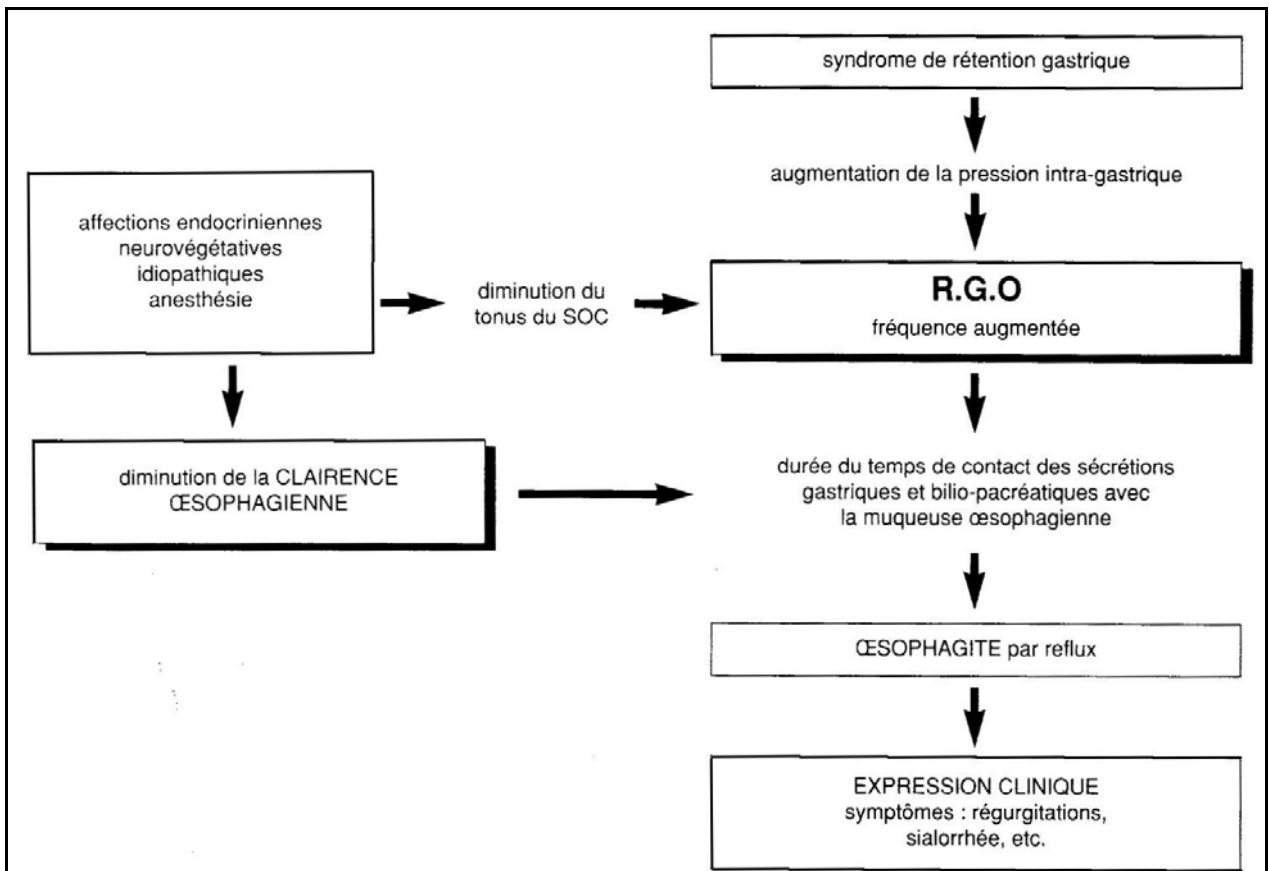 syndrome de rétention gastrique
augmentation de la pression intra-gastrique
affections endocriniennes
neurovégétatives
idiopathiques
anesthésie
diminution du
tonus du SOC
R.G.O
fréquence augmentée
diminution de la CLAIRENCE
ŒSOPHAGIENNE
durée du temps de contact des sécrétions
gastriques et bilio-pacréatiques avec
la muqueuse œsophagienne
ŒSOPHAGITE par reflux
EXPRESSION CLINIQUE
symptômes : régurgitations,
sialorrhée, etc.